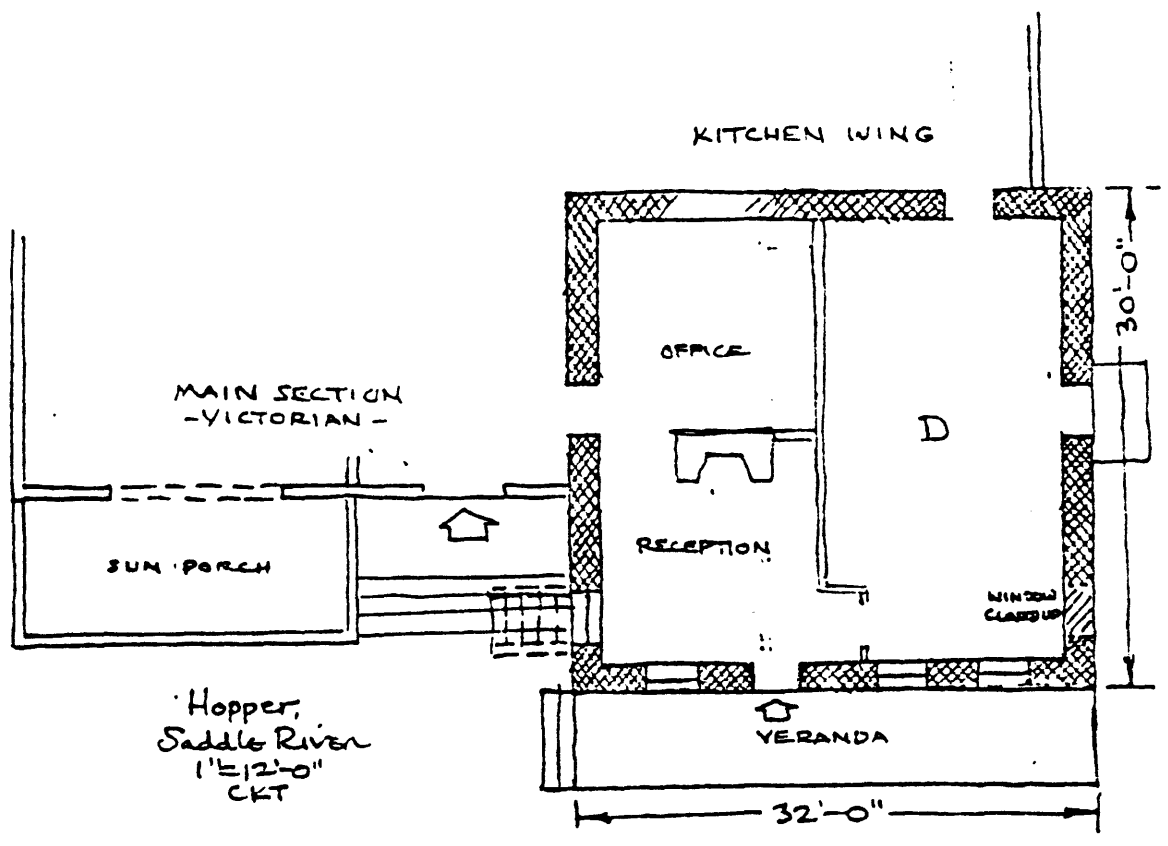 KITCHEN WING
30'-0"
OFFICE
MAIN SECTION
-VICTORIAN-
D
RECEPTION
SUN PORCH
WINDOW
CLOSED UP
Hopper,
Saddle River
1"=12'-0"
CKT
VERANDA
32'-0"